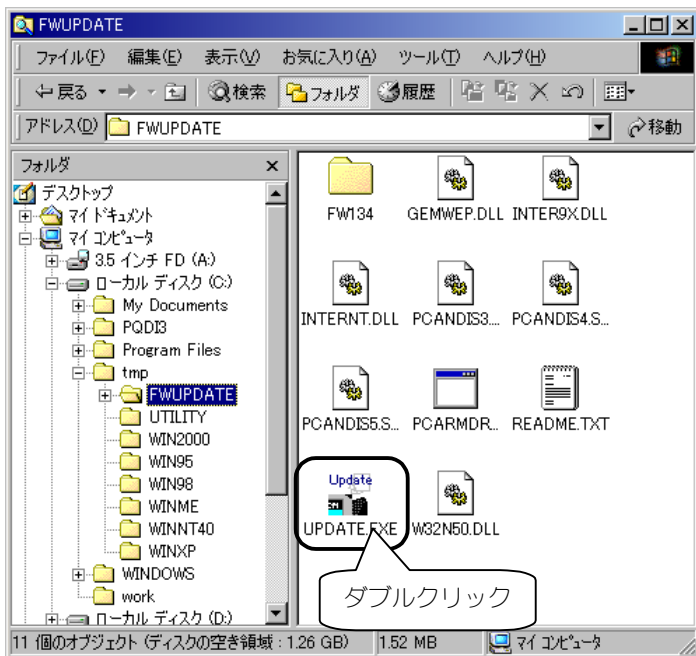 FWUPDATE
ファイル(F) 編集(E) 表示(V) お気に入り(A) ツール(T) ヘルプ(H)
戻る 検索 フォルダ 履歴
アドレス(D) FWUPDATE 移動
フォルダ ×
デスクトップ
マイ ドキュメント
マイ コンピュータ
3.5 インチ FD (A:)
ローカル ディスク (C:)
My Documents
PQDI3
Program Files
tmp
FWUPDATE
UTILITY
WIN2000
WIN95
WIN98
WINME
WINNT40
WINXP
WINDOWS
work
ローカル ディスク (D:)
FW134 GEMWEP.DLL INTER9X.DLL
INTERNT.DLL PCANDIS3... PCANDIS4.S...
PCANDIS5.S... PCARMDR... README.TXT
Update
UPDATE.EXE W32N50.DLL
ダブルクリック
11 個のオブジェクト (ディスクの空き領域 : 1.26 GB) 1.52 MB マイ コンピュータ